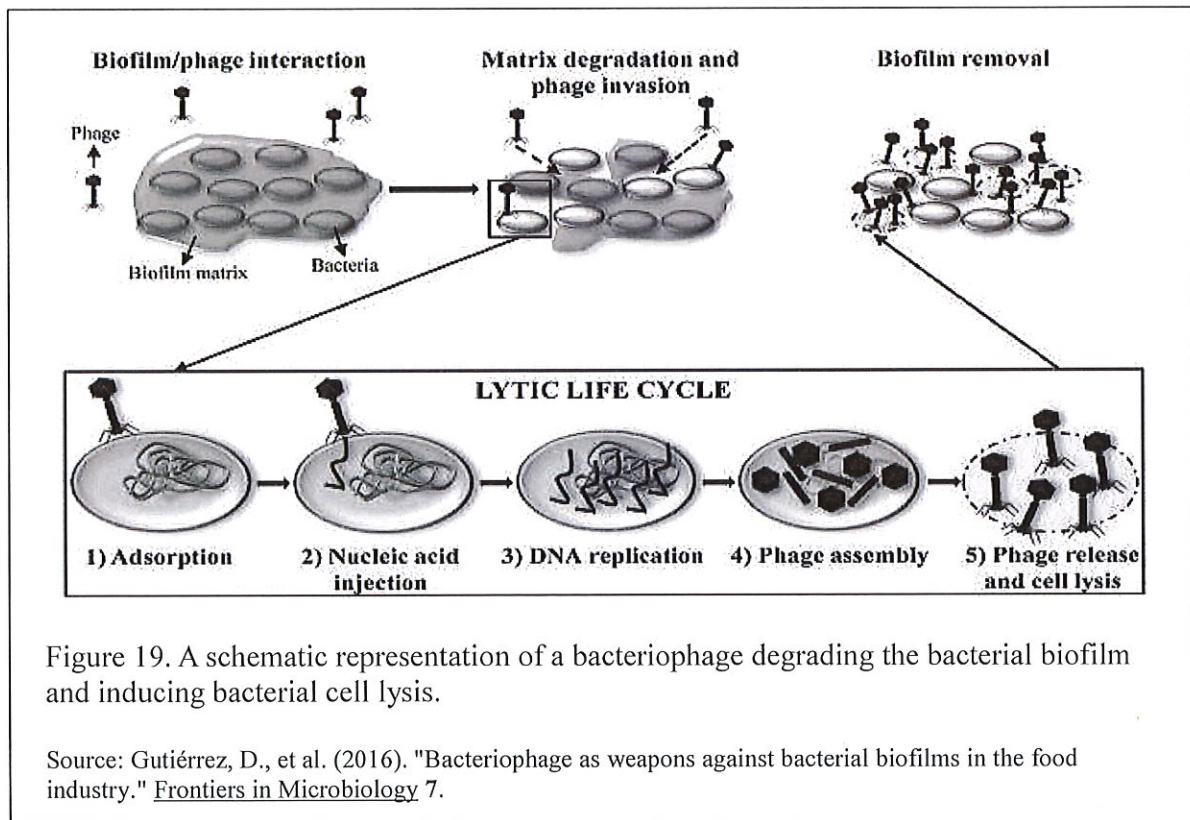 Biofilm/phage interaction
Matrix degradation and
phage invasion
Biofilm removal
Phage
Biofilm matrix
Bacteria
LYTIC LIFE CYCLE
1) Adsorption
2) Nucleic acid
injection
3) DNA replication
4) Phage assembly
5) Phage release
and cell lysis
Figure 19. A schematic representation of a bacteriophage degrading the bacterial biofilm
and inducing bacterial cell lysis.
Source: Gutiérrez, D., et al. (2016). "Bacteriophage as weapons against bacterial biofilms in the food
industry." Frontiers in Microbiology 7.